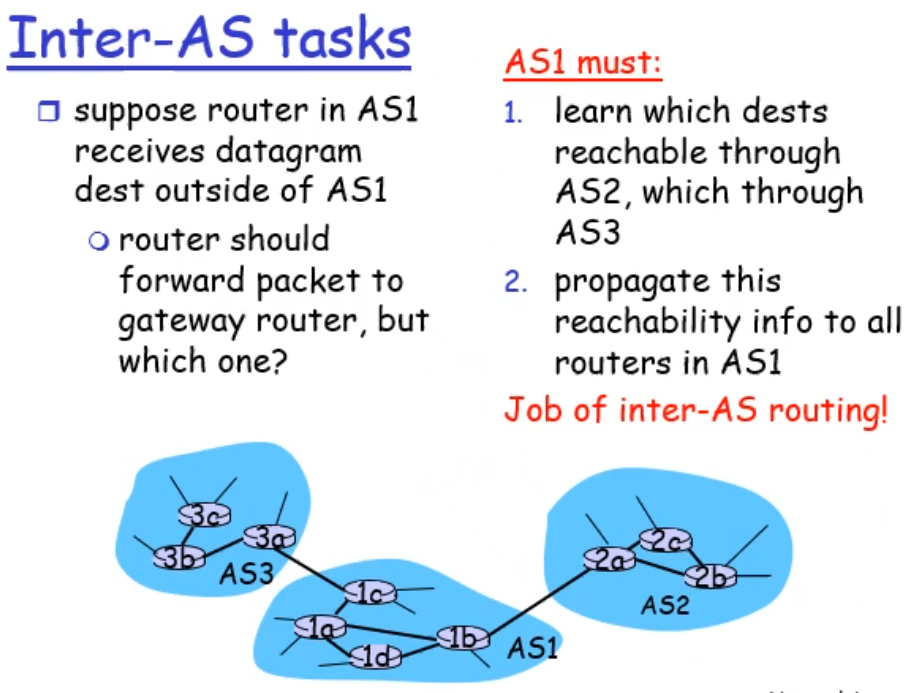 Inter-AS tasks
suppose router in AS1
receives datagram
dest outside of AS1
router should
forward packet to
gateway router, but
which one?
AS1 must:
1. learn which dests
reachable through
AS2, which through
AS3
2. propagate this
reachability info to all
routers in AS1
Job of inter-AS routing!
3c
3a
3b
AS3
1c
1a
1b
1d
AS1
2c
2a
2b
AS2